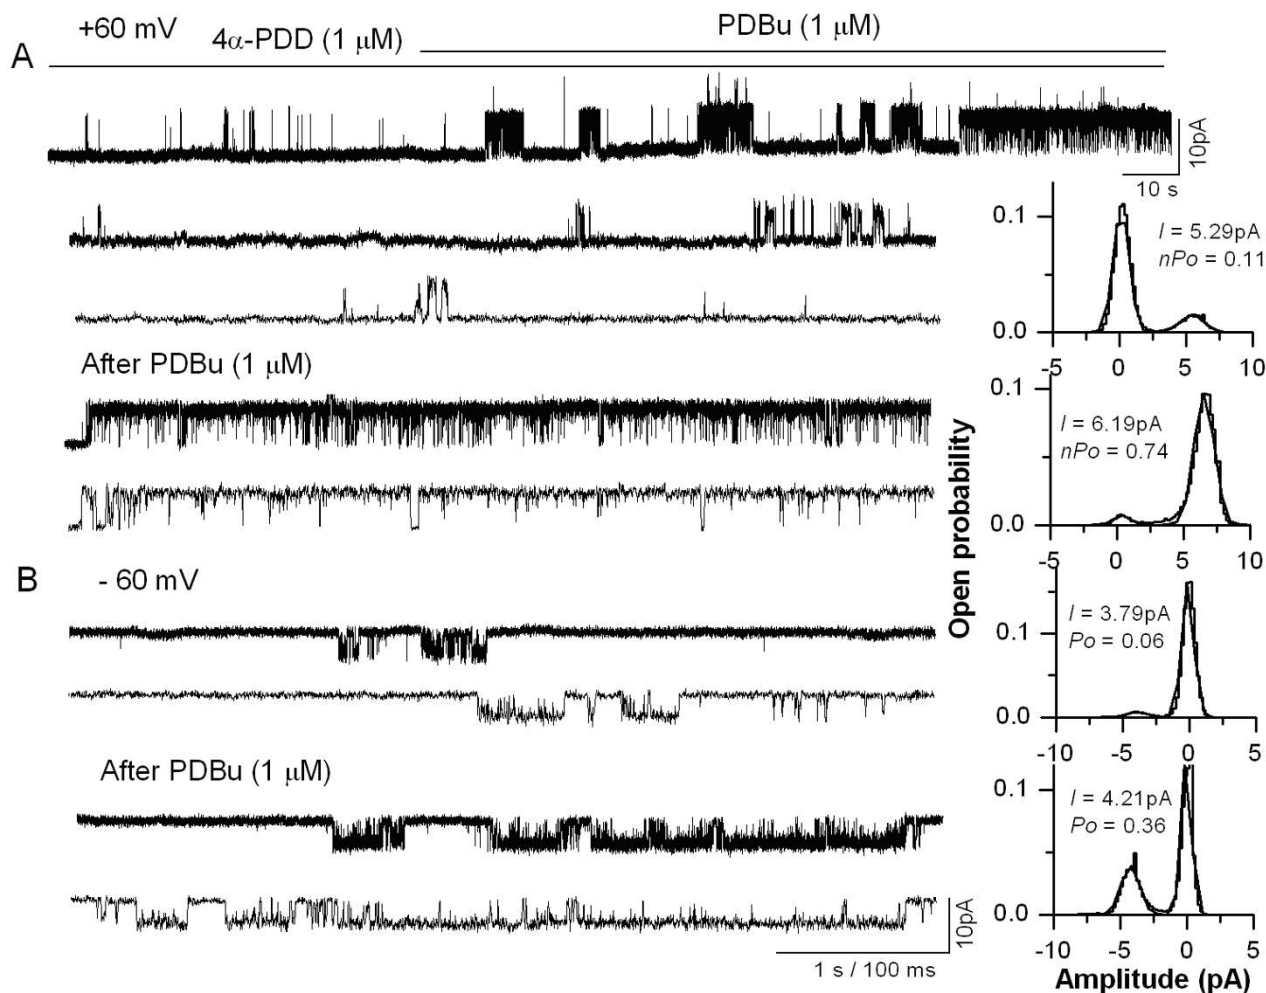 +60 mV
4α-PDD (1 μM)
PDBu (1 μM)
A
10pA
10 s
0.1
I = 5.29pA
nPo = 0.11
0.0
-5 0 5 10
After PDBu (1 μM)
0.1
I = 6.19pA
nPo = 0.74
0.0
-5 0 5 10
Open probability
B
- 60 mV
0.1
I = 3.79pA
Po = 0.06
0.0
-10 -5 0 5
After PDBu (1 μM)
0.1
I = 4.21pA
Po = 0.36
0.0
-10 -5 0 5
10pA
1 s / 100 ms
Amplitude (pA)